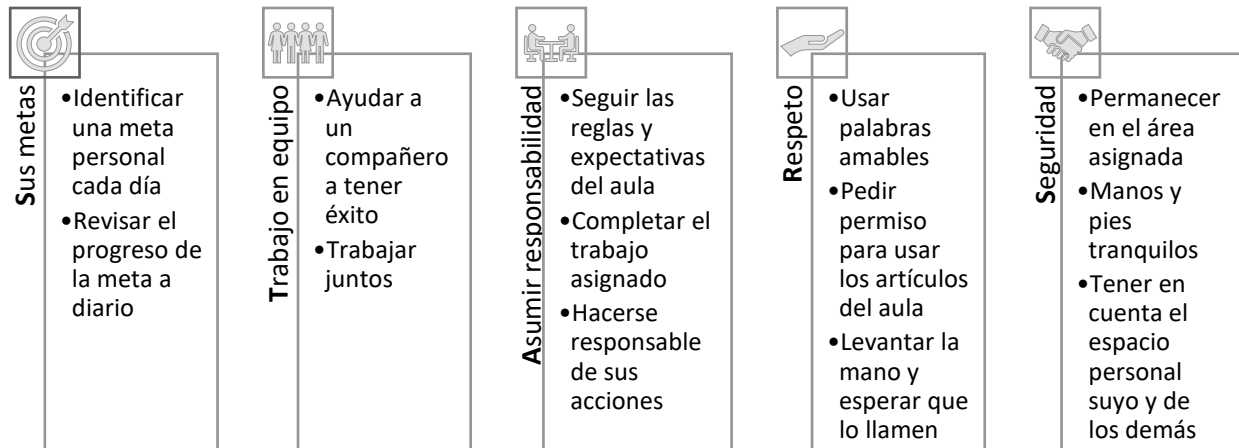 Sus metas
•Identificar
una meta
personal
cada día
•Revisar el
progreso de
la meta a
diario
Trabajo en equipo
•Ayudar a
un
compañero
a tener
éxito
•Trabajar
juntos
Asumir responsabilidad
•Seguir las
reglas y
expectativas
del aula
•Completar el
trabajo
asignado
•Hacerse
responsable
de sus
acciones
Respeto
•Usar
palabras
amables
•Pedir
permiso
para usar
los artículos
del aula
•Levantar la
mano y
esperar que
lo llamen
Seguridad
•Permanecer
en el área
asignada
•Manos y
pies
tranquilos
•Tener en
cuenta el
espacio
personal
suyo y de
los demás